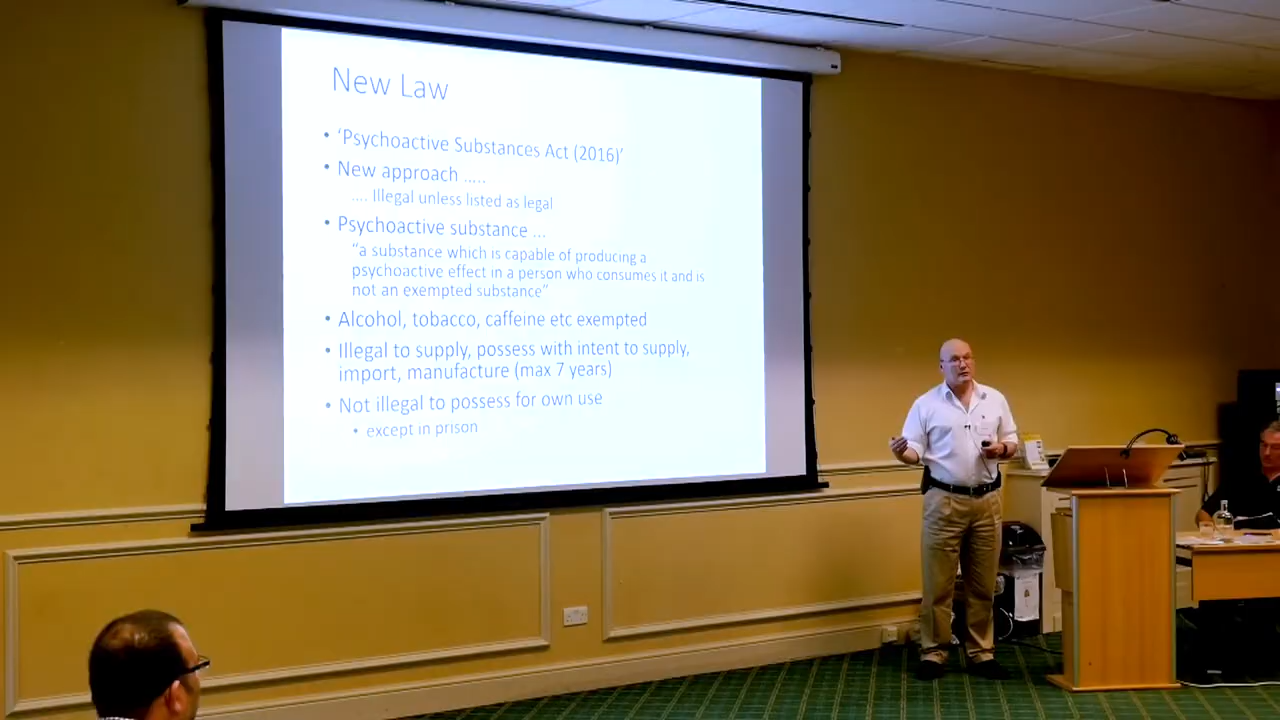 New Law
• 'Psychoactive Substances Act (2016)'
• New approach .....
.... Illegal unless listed as legal
• Psychoactive substance ...
"a substance which is capable of producing a
psychoactive effect in a person who consumes it and is
not an exempted substance"
• Alcohol, tobacco, caffeine etc exempted
• Illegal to supply, possess with intent to supply,
import, manufacture (max 7 years)
• Not illegal to possess for own use
• except in prison